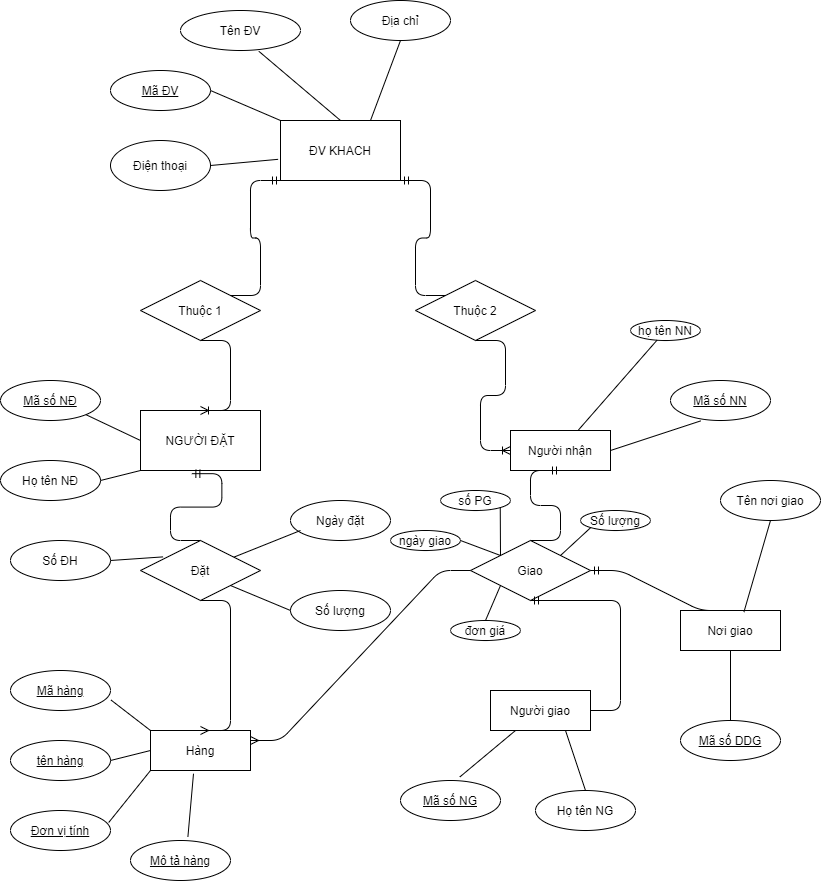 Địa chỉ
Tên ĐV
Mã ĐV
ĐV KHACH
Điện thoại
Thuộc 1
Thuộc 2
họ tên NN
Mã số NĐ
Mã số NN
NGƯỜI ĐẶT
Người nhận
Họ tên NĐ
số PG
Tên nơi giao
Ngày đặt
Số lượng
ngày giao
Số ĐH
Đặt
Giao
Số lượng
đơn giá
Nơi giao
Mã hàng
Người giao
Mã số DDG
Hàng
tên hàng
Mã số NG
Họ tên NG
Đơn vị tính
Mô tả hàng